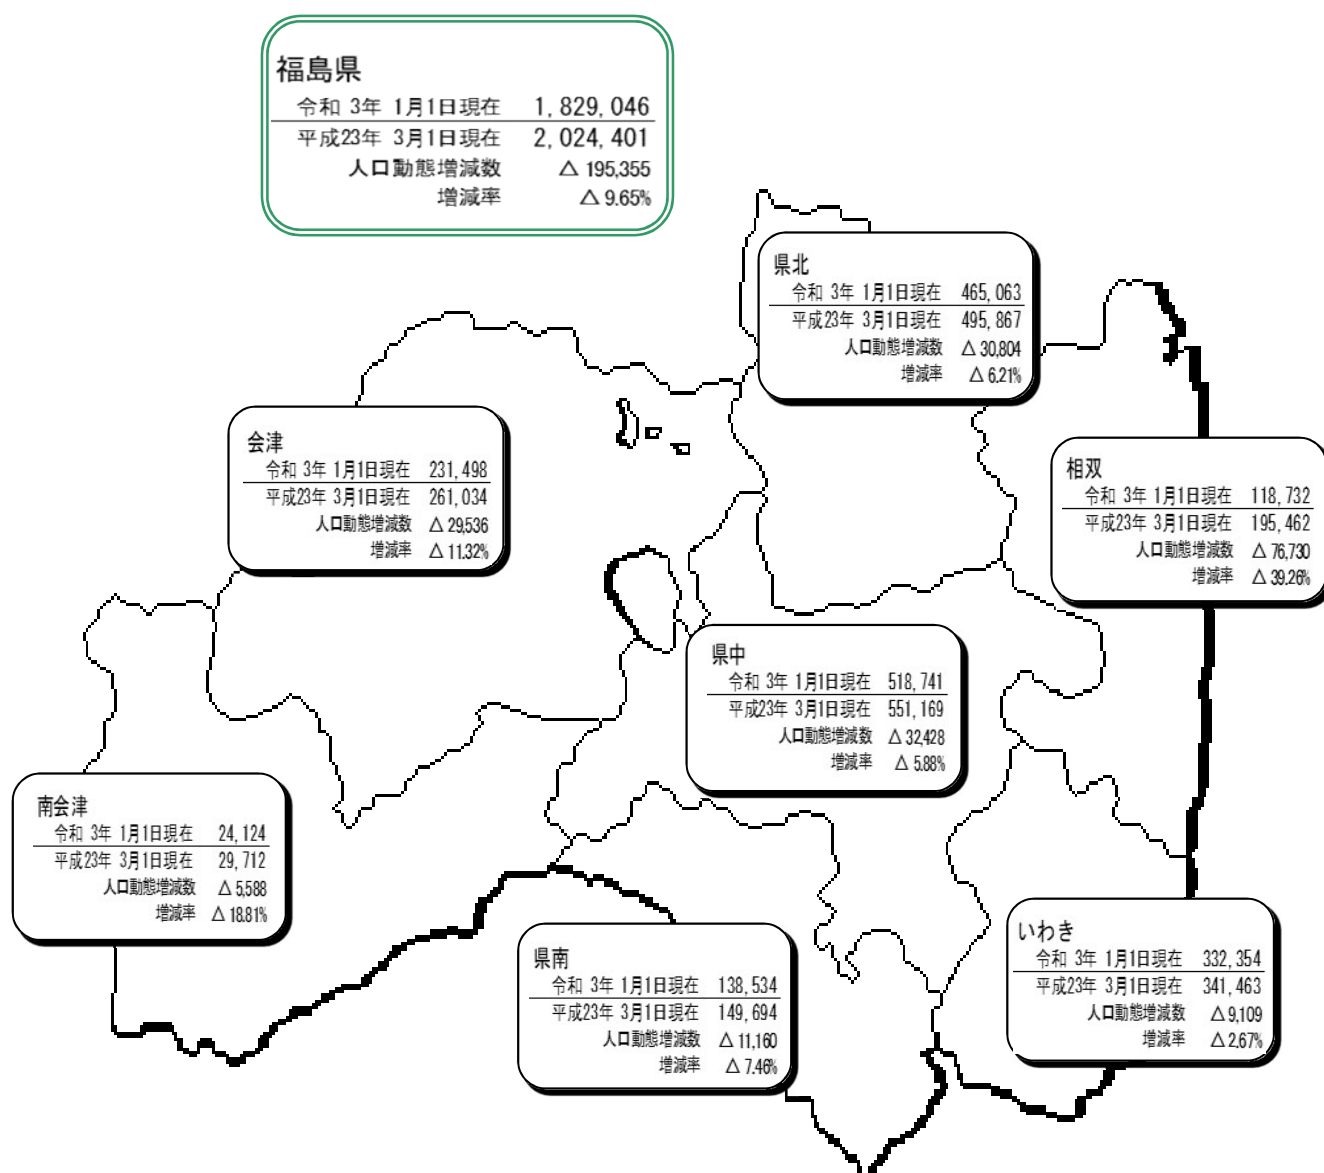 福島県
令和 3年 1月1日現在 1,829,046
平成23年 3月1日現在 2,024,401
人口動態増減数 △ 195,355
増減率 △ 9.65%
県北
令和 3年 1月1日現在 465,063
平成23年 3月1日現在 495,867
人口動態増減数 △ 30,804
増減率 △ 6.21%
会津
令和 3年 1月1日現在 231,498
平成23年 3月1日現在 261,034
人口動態増減数 △ 29,536
増減率 △ 11.32%
相双
令和 3年 1月1日現在 118,732
平成23年 3月1日現在 195,462
人口動態増減数 △ 76,730
増減率 △ 39.26%
県中
令和 3年 1月1日現在 518,741
平成23年 3月1日現在 551,169
人口動態増減数 △ 32,428
増減率 △ 5.88%
南会津
令和 3年 1月1日現在 24,124
平成23年 3月1日現在 29,712
人口動態増減数 △ 5,588
増減率 △ 18.81%
県南
令和 3年 1月1日現在 138,534
平成23年 3月1日現在 149,694
人口動態増減数 △ 11,160
増減率 △ 7.46%
いわき
令和 3年 1月1日現在 332,354
平成23年 3月1日現在 341,463
人口動態増減数 △ 9,109
増減率 △ 2.67%